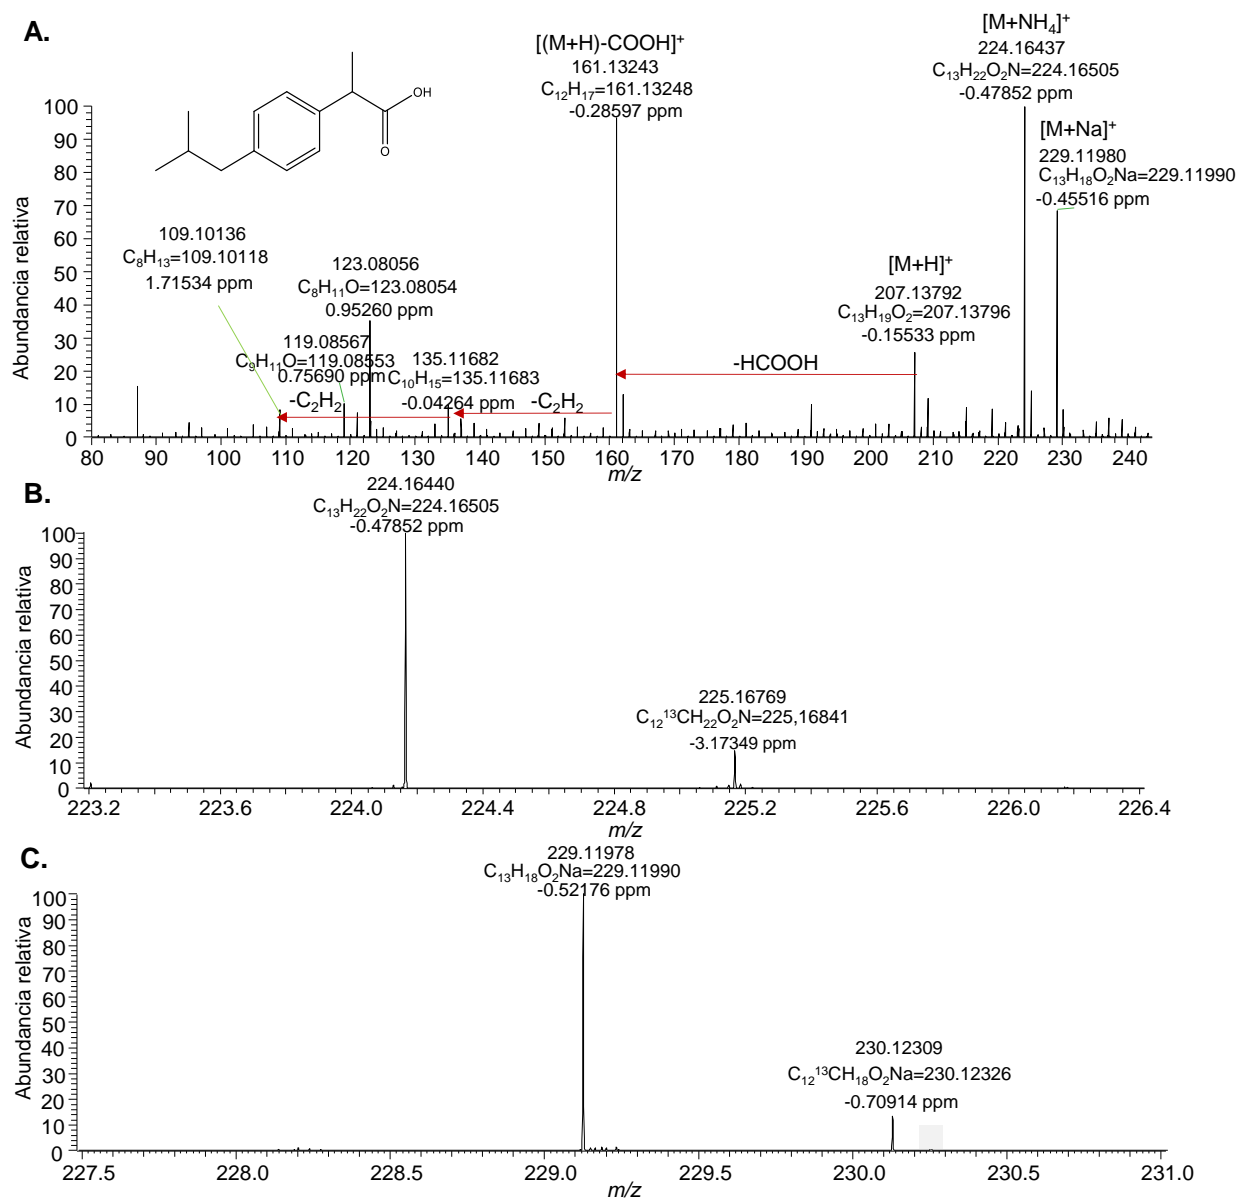 A.
OH
O
[(M+H)-COOH]⁺
161.13243
C₁₂H₁₇=161.13248
-0.28597 ppm
[M+NH₄]⁺
224.16437
C₁₃H₂₂O₂N=224.16505
-0.47852 ppm
[M+Na]⁺
229.11980
C₁₃H₁₈O₂Na=229.11990
-0.45516 ppm
109.10136
C₈H₁₃=109.10118
1.71534 ppm
123.08056
C₈H₁₁O=123.08054
0.95260 ppm
[M+H]⁺
207.13792
C₁₃H₁₉O₂=207.13796
-0.15533 ppm
119.08567
C₉H₁₁O=119.08553
0.75690 ppm
135.11682
C₁₀H₁₅=135.11683
-0.04264 ppm
-HCOOH
-C₂H₂
-C₂H₂
Abundancia relativa
100
90
80
70
60
50
40
30
20
10
0
80 90 100 110 120 130 140 150 160 170 180 190 200 210 220 230 240
m/z
B.
224.16440
C₁₃H₂₂O₂N=224.16505
-0.47852 ppm
225.16769
C₁₂¹³CH₂₂O₂N=225,16841
-3.17349 ppm
Abundancia relativa
100
90
80
70
60
50
40
30
20
10
0
223.2 223.6 224.0 224.4 224.8 225.2 225.6 226.0 226.4
m/z
C.
229.11978
C₁₃H₁₈O₂Na=229.11990
-0.52176 ppm
230.12309
C₁₂¹³CH₁₈O₂Na=230.12326
-0.70914 ppm
Abundancia relativa
100
90
80
70
60
50
40
30
20
10
0
227.5 228.0 228.5 229.0 229.5 230.0 230.5 231.0
m/z